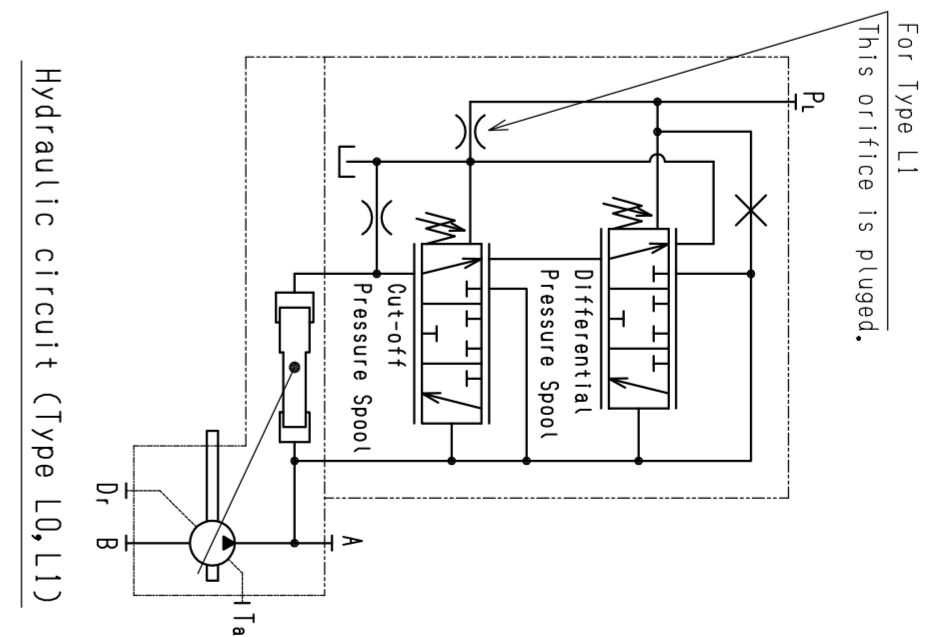 For Type L1
This orifice is pluged.
PL
Differential
Pressure Spool
Cut-off
Pressure Spool
A
Dr
B
Ta
Hydraulic circuit (Type L0,L1)